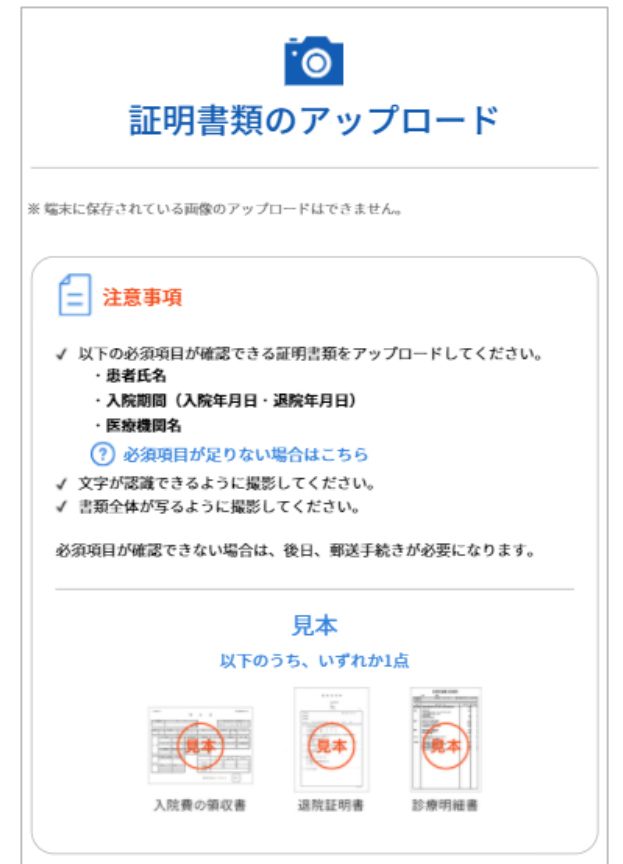 証明書類のアップロード
※ 端末に保存されている画像のアップロードはできません。
注意事項
✓ 以下の必須項目が確認できる証明書類をアップロードしてください。
・患者氏名
・入院期間（入院年月日・退院年月日）
・医療機関名
? 必須項目が足りない場合はこちら
✓ 文字が認識できるように撮影してください。
✓ 書類全体が写るように撮影してください。
必須項目が確認できない場合は、後日、郵送手続きが必要になります。
見本
以下のうち、いずれか1点
見本 見本 見本
入院費の領収書 退院証明書 診療明細書